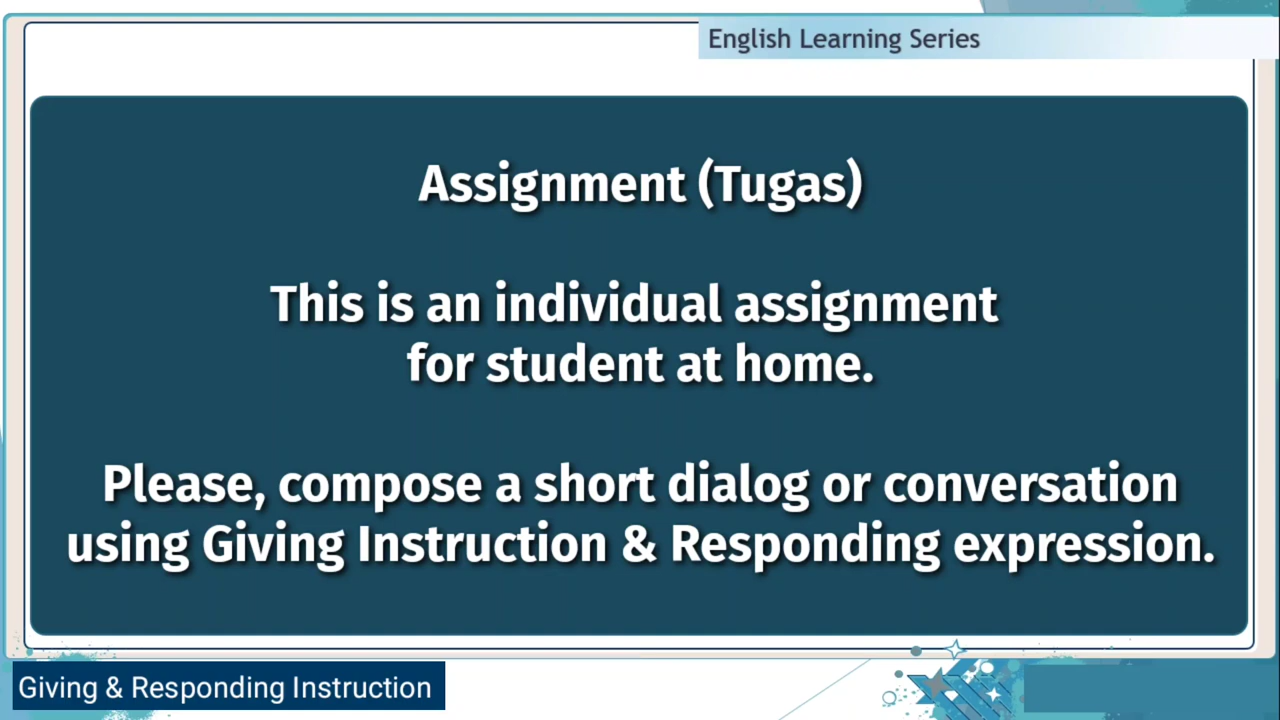 English Learning Series
Assignment (Tugas)
This is an individual assignment
for student at home.
Please, compose a short dialog or conversation
using Giving Instruction & Responding expression.
Giving & Responding Instruction